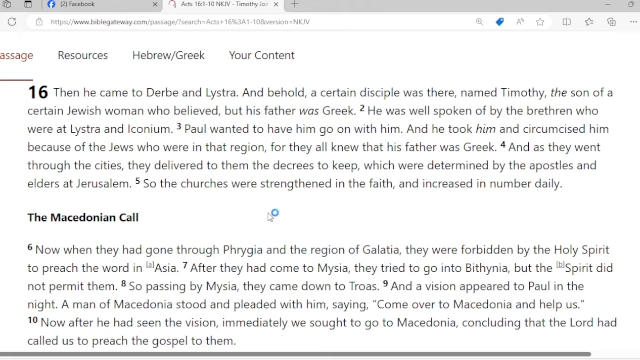 Facebook
Acts 16:1-10 NKJV - Timothy Joi
https://www.biblegateway.com/passage/?search=Acts+16%3A1-10&version=NKJV
assage Resources Hebrew/Greek Your Content
16 Then he came to Derbe and Lystra. And behold, a certain disciple was there, named Timothy, the son of a
certain Jewish woman who believed, but his father was Greek. 2 He was well spoken of by the brethren who
were at Lystra and Iconium. 3 Paul wanted to have him go on with him. And he took him and circumcised him
because of the Jews who were in that region, for they all knew that his father was Greek. 4 And as they went
through the cities, they delivered to them the decrees to keep, which were determined by the apostles and
elders at Jerusalem. 5 So the churches were strengthened in the faith, and increased in number daily.
The Macedonian Call
6 Now when they had gone through Phrygia and the region of Galatia, they were forbidden by the Holy Spirit
to preach the word in [a]Asia. 7 After they had come to Mysia, they tried to go into Bithynia, but the [b]Spirit did
not permit them. 8 So passing by Mysia, they came down to Troas. 9 And a vision appeared to Paul in the
night. A man of Macedonia stood and pleaded with him, saying, “Come over to Macedonia and help us.”
10 Now after he had seen the vision, immediately we sought to go to Macedonia, concluding that the Lord had
called us to preach the gospel to them.